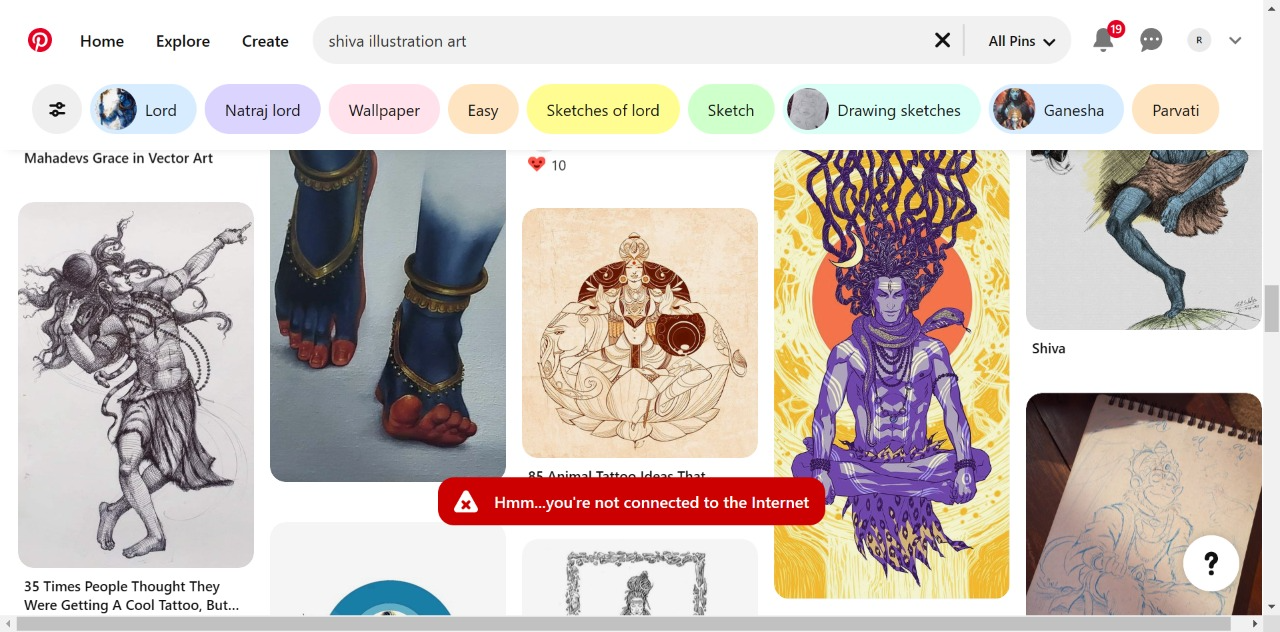 Home
Explore
Create
shiva illustration art
All Pins
19
R
Lord
Natraj lord
Wallpaper
Easy
Sketches of lord
Sketch
Drawing sketches
Ganesha
Parvati
Mahadevs Grace in Vector Art
10
Shiva
85 Animal Tattoo Ideas That
Hmm...you're not connected to the Internet
35 Times People Thought They
Were Getting A Cool Tattoo, But...
?